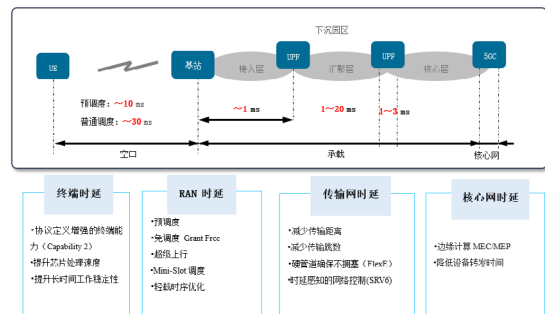 下沉园区
UE
基站
接入层
UPF
汇聚层
UPF
核心层
5GC
预调度：～10 ms
普通调度：～30 ms
～1 ms
1～20 ms
1～3 ms
空口
承载
核心网
终端时延
•协议定义增强的终端能
力（Capability 2）
•提升芯片处理速度
•提升长时间工作稳定性
RAN 时延
•预调度
•免调度 Grant Free
•超级上行
•Mini-Slot 调度
•轻载时序优化
传输网时延
•减少传输距离
•减少传输跳数
•硬管道确保不拥塞（FlexE）
•时延感知的网络控制(SRV6)
核心网时延
•边缘计算 MEC/MEP
•降低设备转发时间